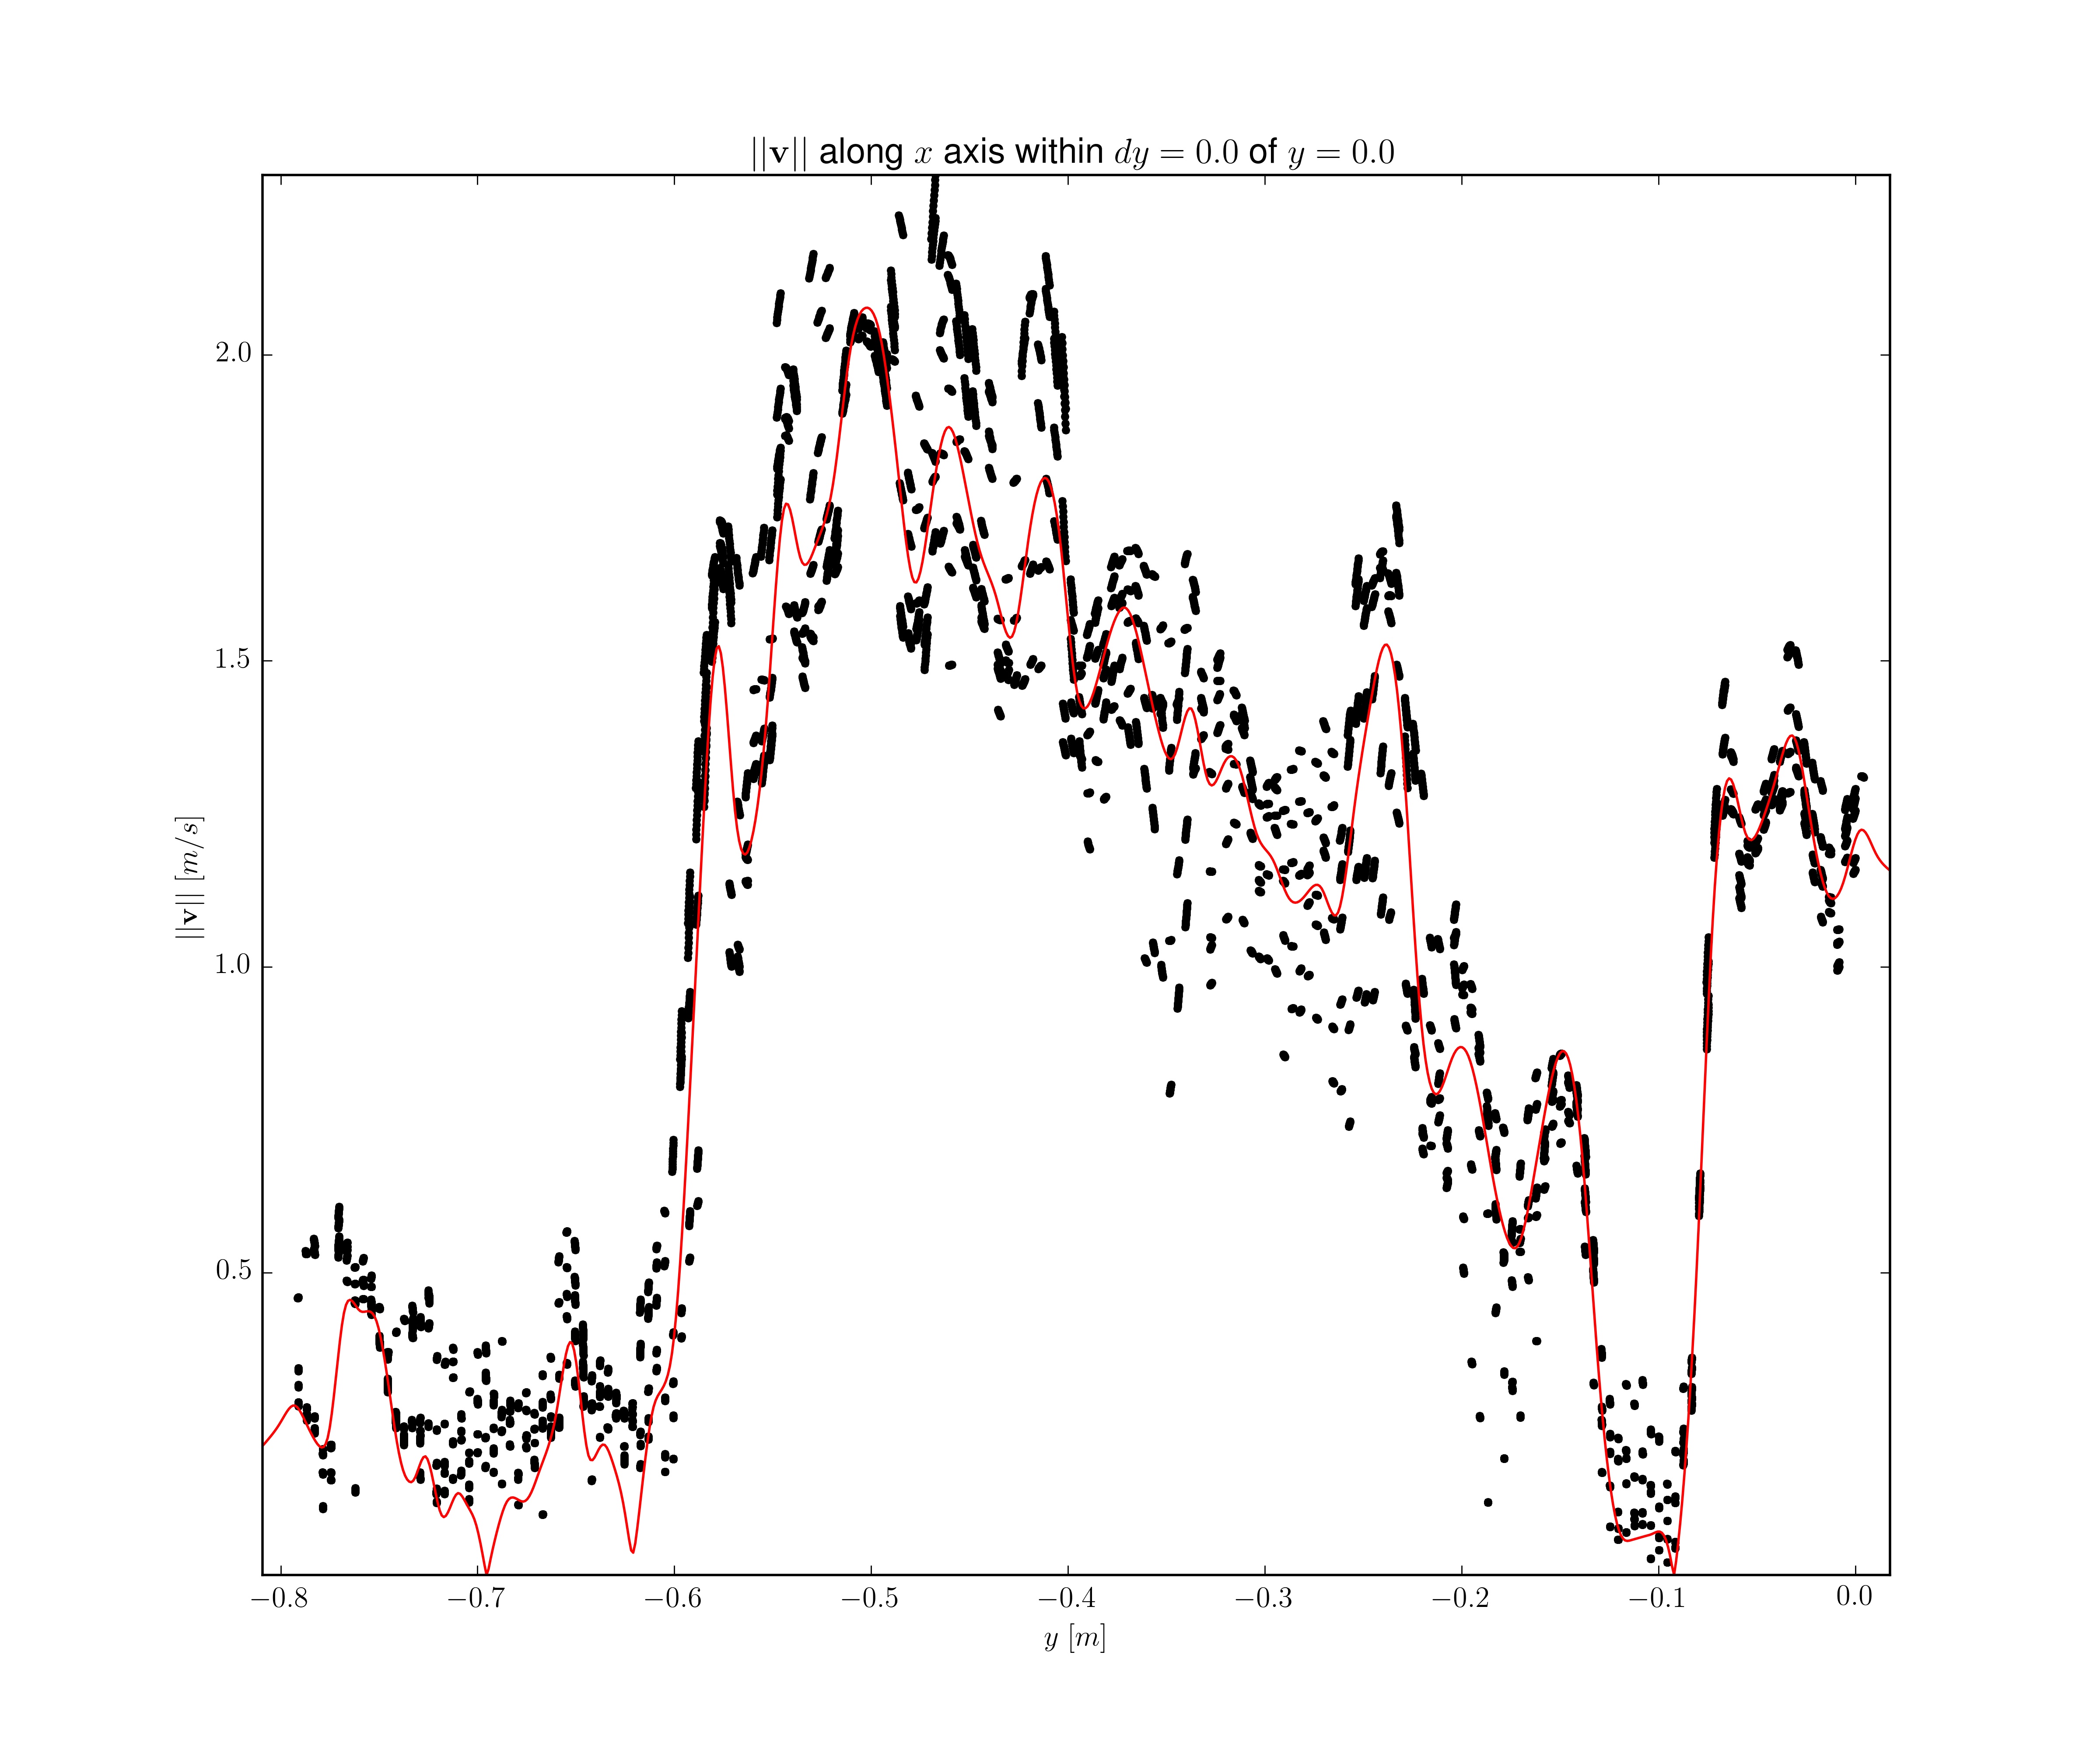 ||v|| along x axis within dy = 0.0 of y = 0.0
||v|| [m/s]
2.0
1.5
1.0
0.5
−0.8 −0.7 −0.6 −0.5 −0.4 −0.3 −0.2 −0.1 0.0
y [m]